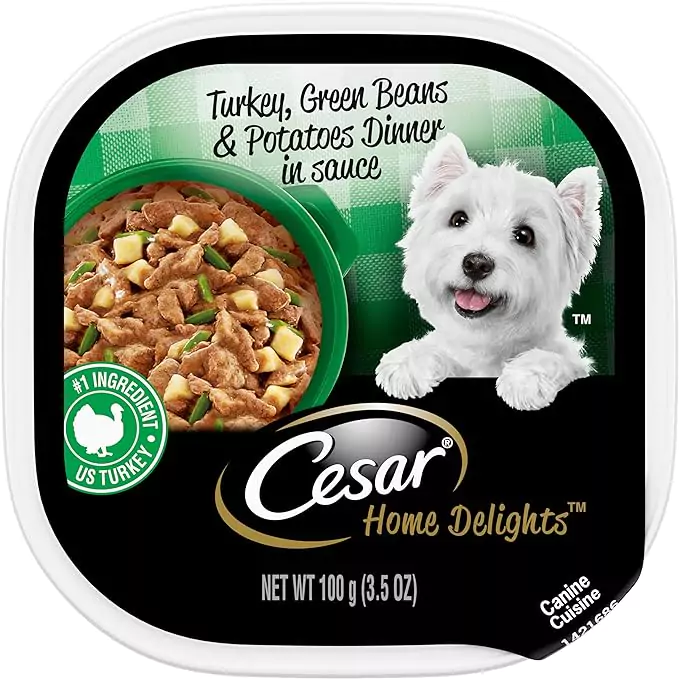 Turkey, Green Beans
& Potatoes Dinner
in sauce
TM
#1 INGREDIENT
US TURKEY
Cesar®
Home Delights™
NET WT 100 g (3.5 OZ)
Canine
Cuisine
1421686